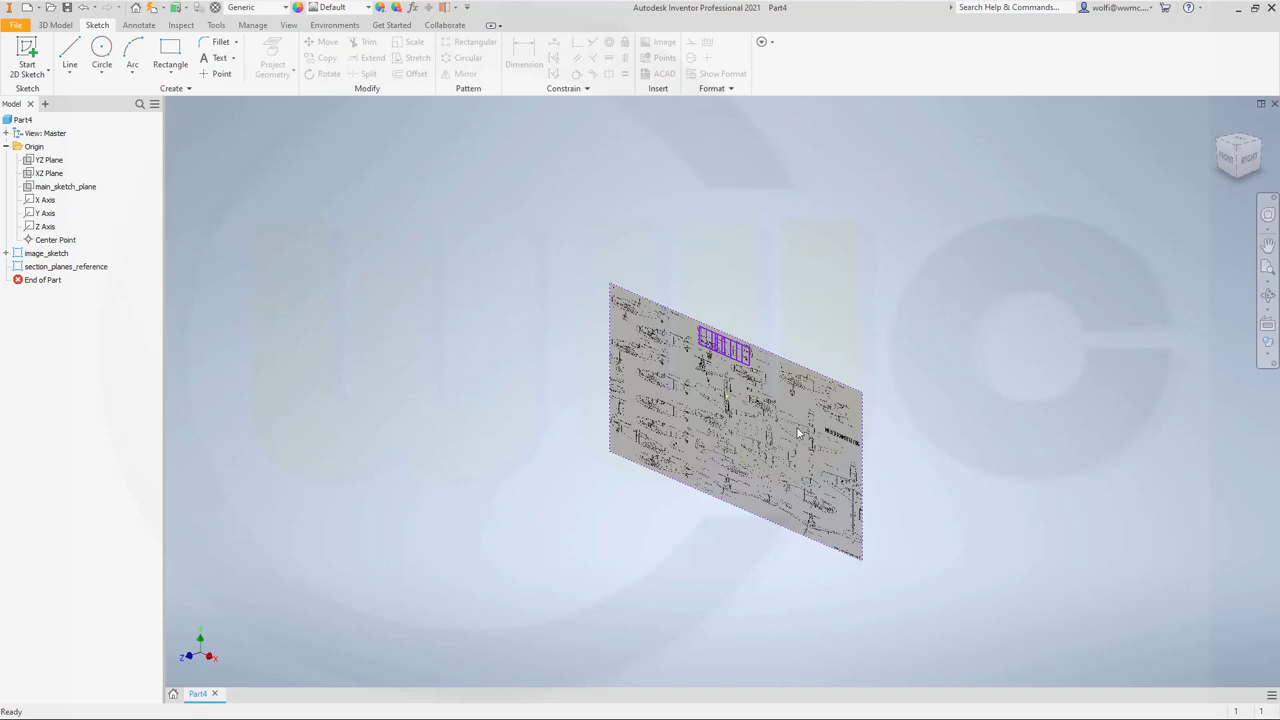 Generic Default Autodesk Inventor Professional 2021 Part4 Search Help & Commands... wolfi@wwmc...
File 3D Model Sketch Annotate Inspect Tools Manage View Environments Get Started Collaborate
Start 2D Sketch Line Circle Arc Rectangle Fillet Text Point Project Geometry Move Copy Rotate Trim Extend Split Scale Stretch Offset Rectangular Circular Mirror Dimension Image Points ACAD Show Format
Sketch Create Modify Pattern Constrain Insert Format
Model
Part4
View: Master
Origin
YZ Plane
XZ Plane
main_sketch_plane
X Axis
Y Axis
Z Axis
Center Point
image_sketch
section_planes_reference
End of Part
FRONT RIGHT
Z X
Part4
Ready 1 1